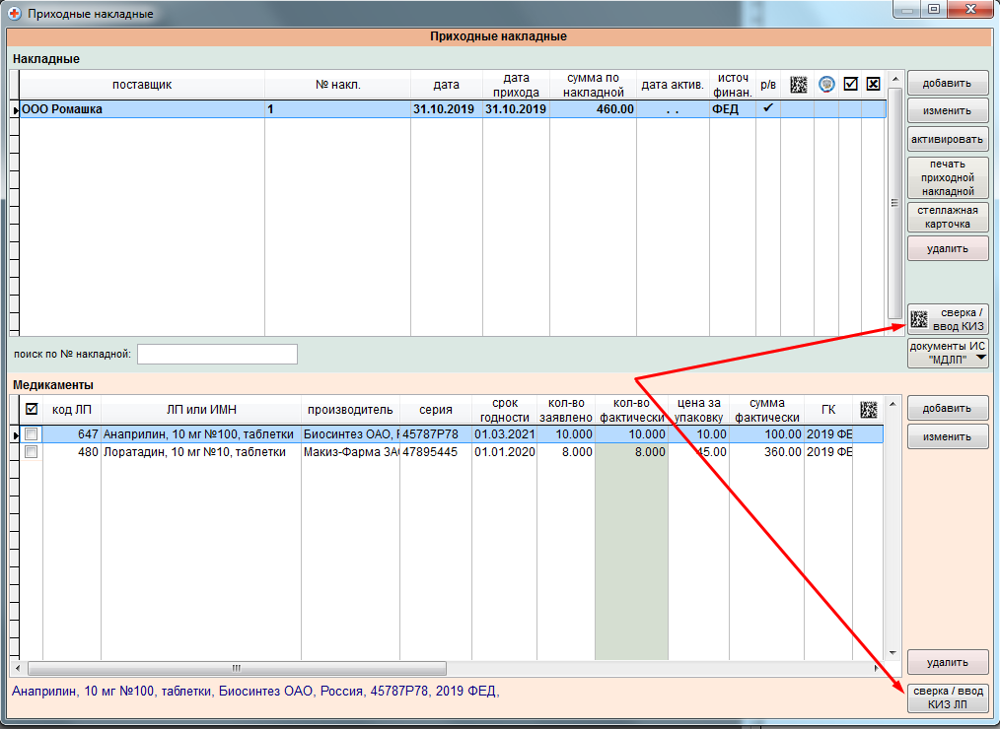 Приходные накладные
Приходные накладные
Накладные
поставщик № накл. дата дата прихода сумма по накладной дата актив. источ финан. р/в
ООО Ромашка 1 31.10.2019 31.10.2019 460.00 . . ФЕД
добавить
изменить
активировать
печать
приходной
накладной
стеллажная
карточка
удалить
сверка /
ввод КИЗ
поиск по № накладной:
документы ИС
"МДЛП"
Медикаменты
код ЛП ЛП или ИМН производитель серия срок годности кол-во заявлено кол-во фактически цена за упаковку сумма фактически ГК
647 Анаприлин, 10 мг №100, таблетки Биосинтез ОАО, 45787Р78 01.03.2021 10.000 10.000 10.00 100.00 2019 ФЕ
480 Лоратадин, 10 мг №10, таблетки Макиз-Фарма ЗАО 47895445 01.01.2020 8.000 8.000 45.00 360.00 2019 ФЕ
добавить
изменить
удалить
Анаприлин, 10 мг №100, таблетки, Биосинтез ОАО, Россия, 45787Р78, 2019 ФЕД,
сверка / ввод
КИЗ ЛП